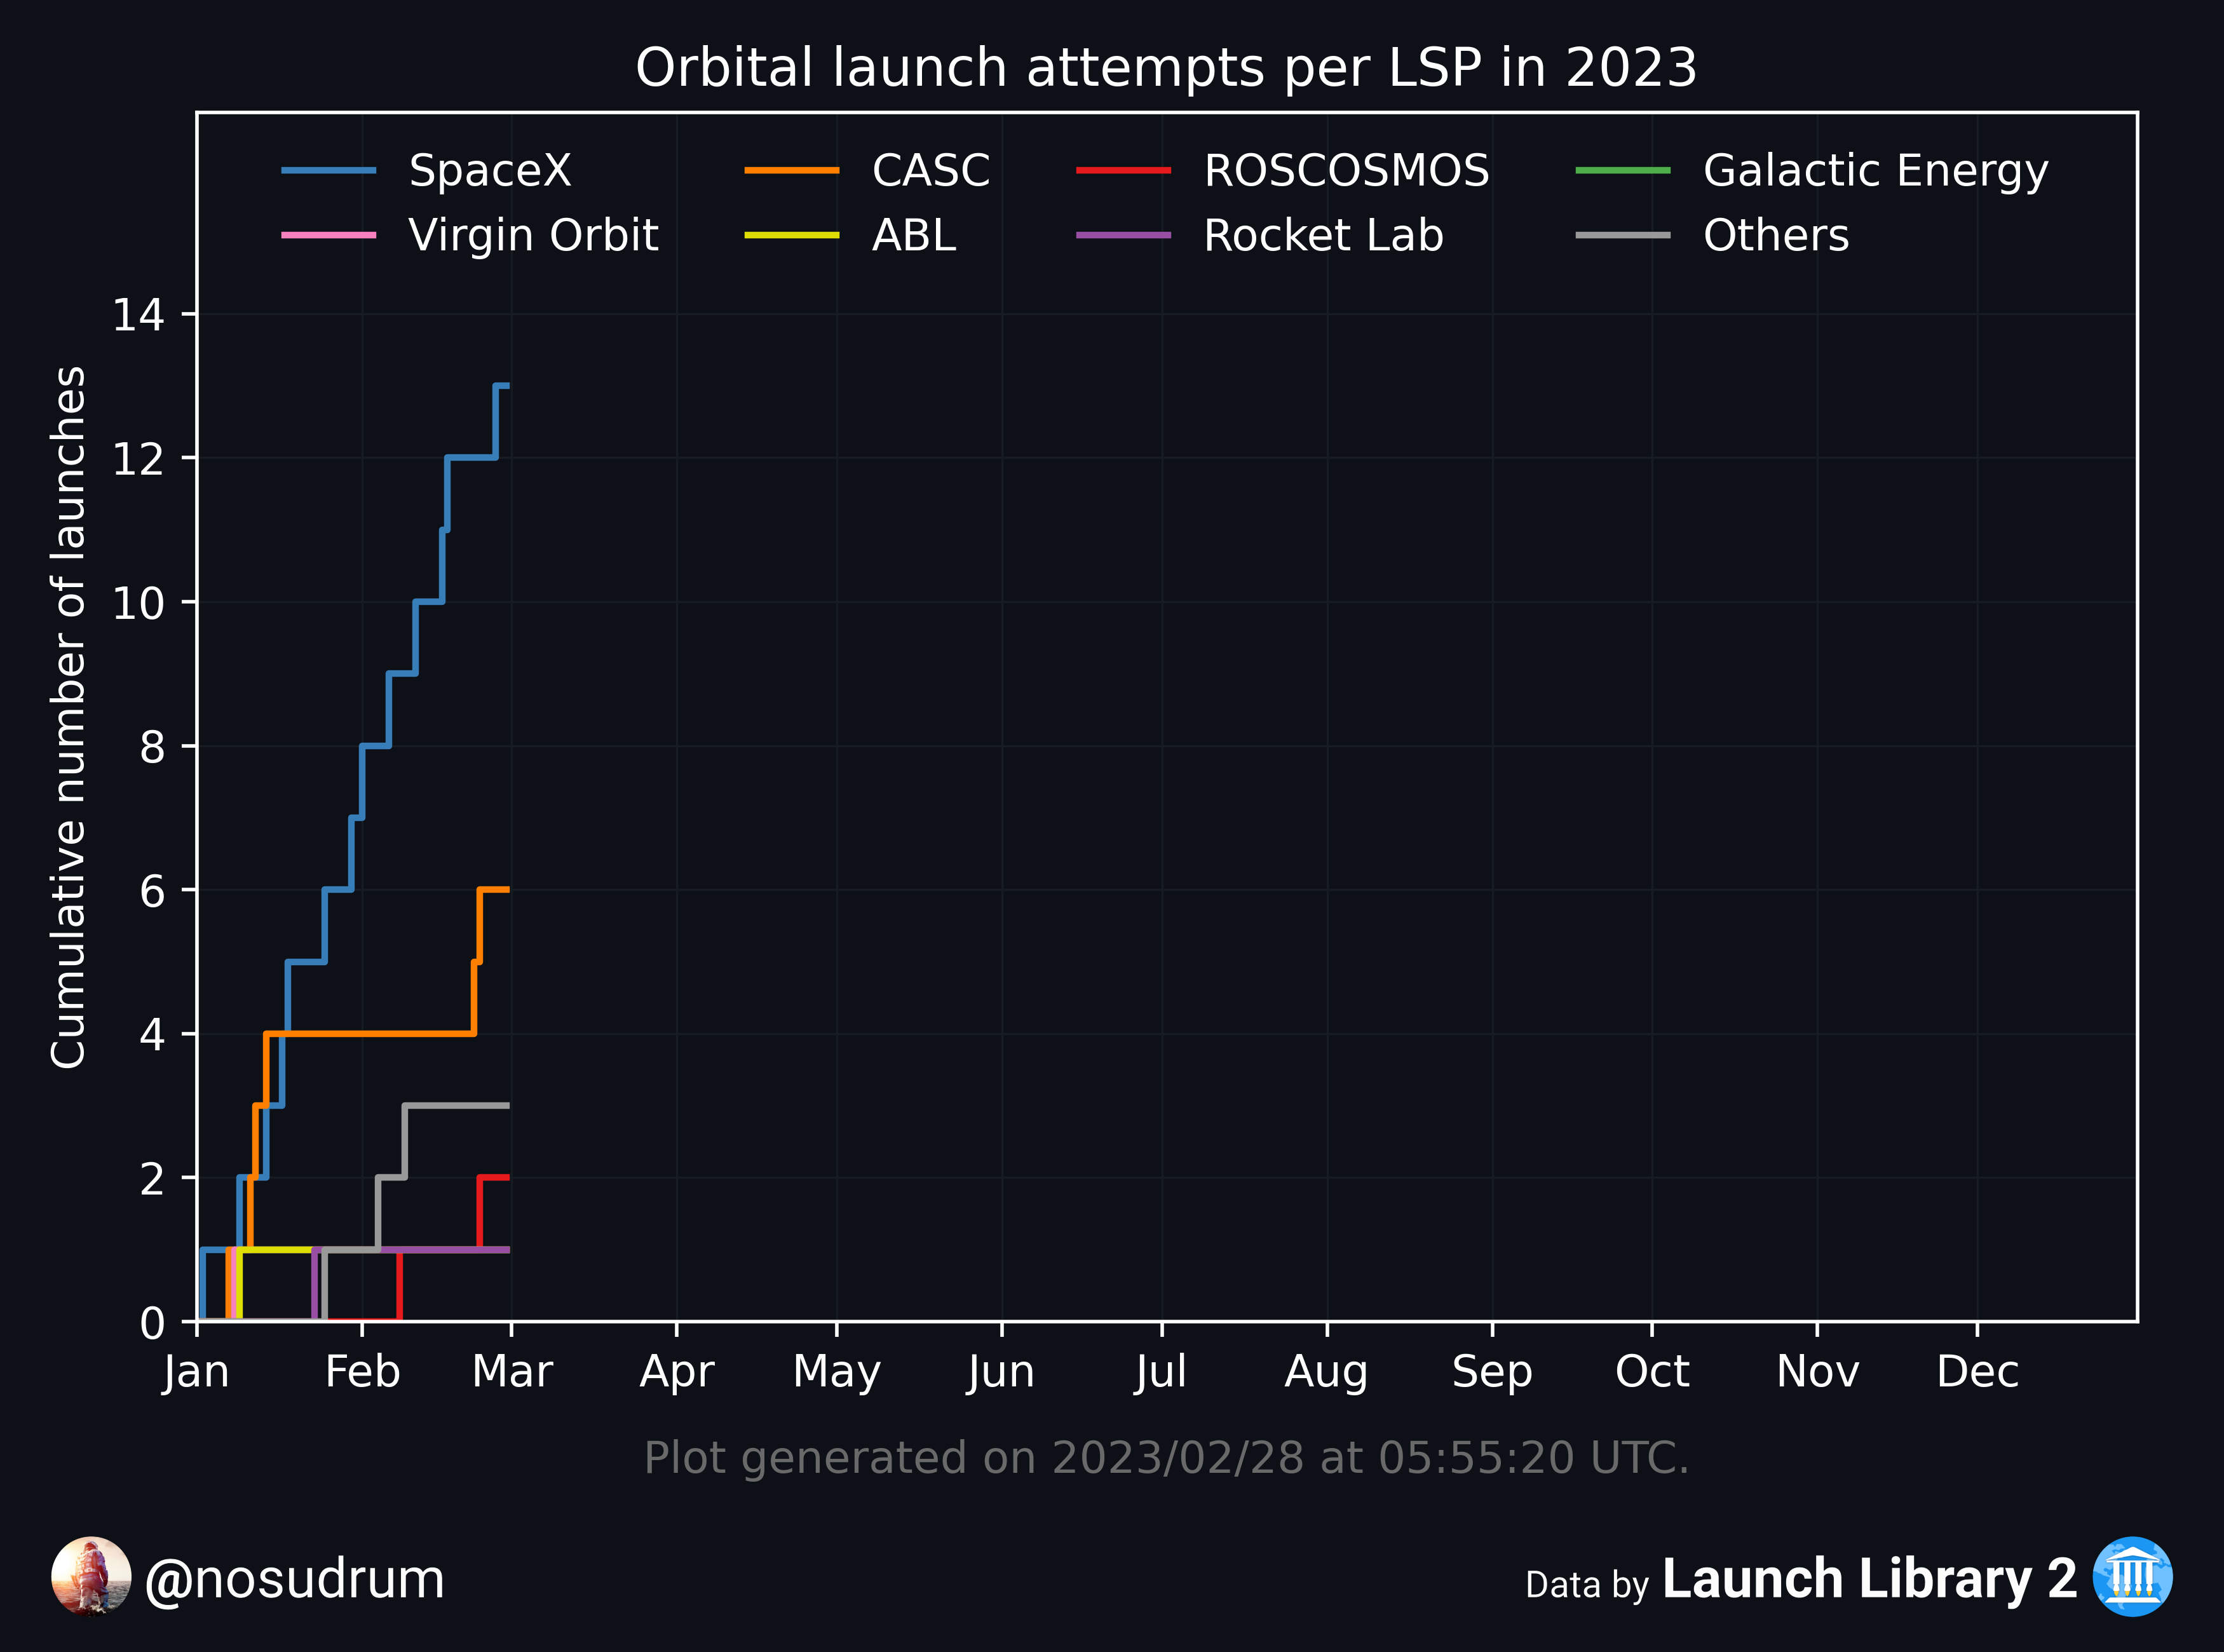 Orbital launch attempts per LSP in 2023
SpaceX CASC ROSCOSMOS Galactic Energy
Virgin Orbit ABL Rocket Lab Others
Cumulative number of launches
14
12
10
8
6
4
2
0
Jan Feb Mar Apr May Jun Jul Aug Sep Oct Nov Dec
Plot generated on 2023/02/28 at 05:55:20 UTC.
@nosudrum
Data by Launch Library 2